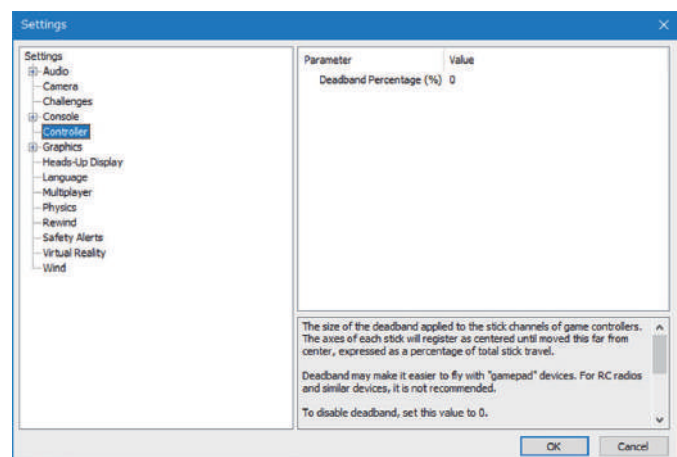 Settings
Settings
Audio
Camera
Challenges
Console
Controller
Graphics
Heads-Up Display
Language
Multiplayer
Physics
Rewind
Safety Alerts
Virtual Reality
Wind
Parameter Value
Deadband Percentage (%) 0
The size of the deadband applied to the stick channels of game controllers.
The axes of each stick will register as centered until moved this far from
center, expressed as a percentage of total stick travel.
Deadband may make it easier to fly with "gamepad" devices. For RC radios
and similar devices, it is not recommended.
To disable deadband, set this value to 0.
OK Cancel